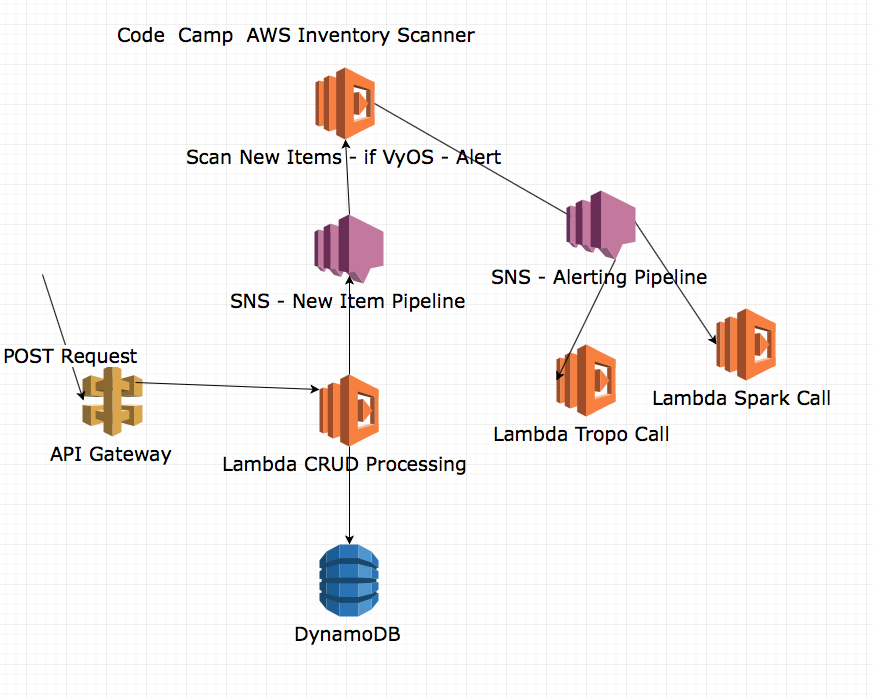 Code Camp AWS Inventory Scanner
Scan New Items - if VyOS - Alert
SNS - Alerting Pipeline
SNS - New Item Pipeline
POST Request
Lambda Spark Call
Lambda Tropo Call
API Gateway
Lambda CRUD Processing
DynamoDB